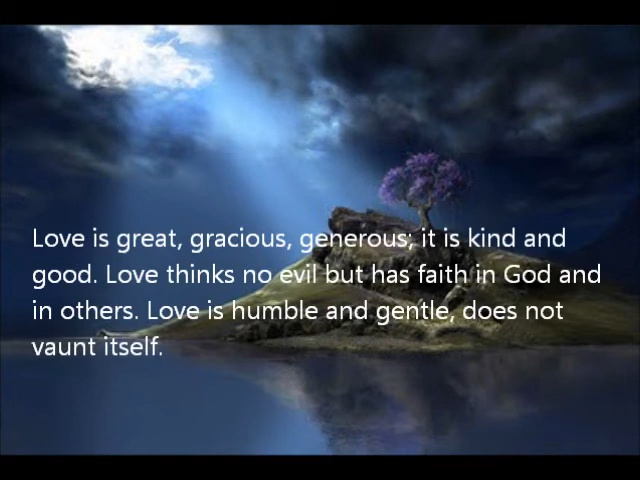 Love is great, gracious, generous; it is kind and
good. Love thinks no evil but has faith in God and
in others. Love is humble and gentle, does not
vaunt itself.